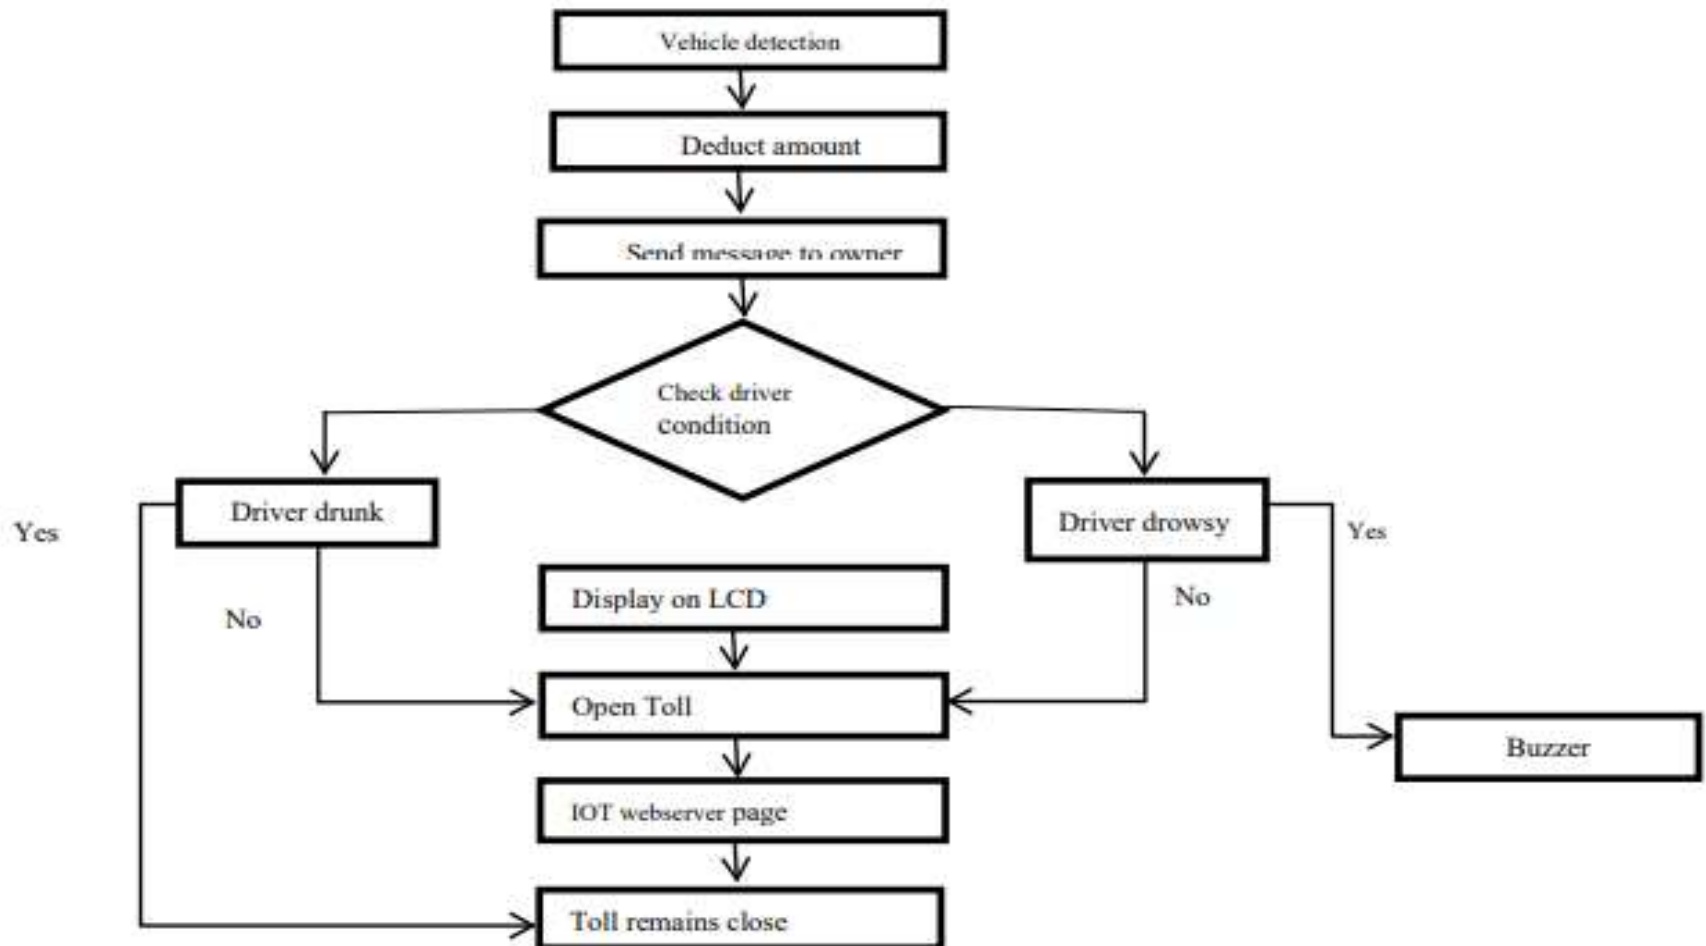 Vehicle detection
Deduct amount
Send message to owner
Check driver
condition
Driver drunk
Driver drowsy
Yes
Yes
No
No
Display on LCD
Open Toll
Buzzer
IOT webserver page
Toll remains close